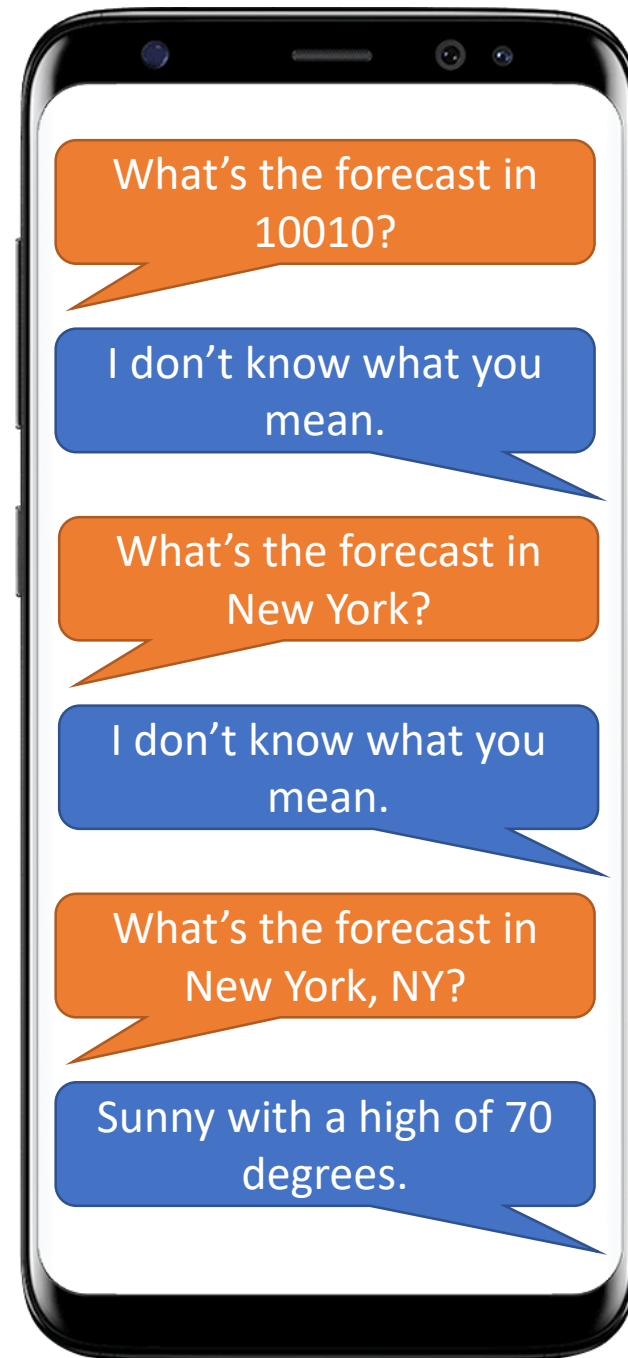 What’s the forecast in
10010?
I don’t know what you
mean.
What’s the forecast in
New York?
I don’t know what you
mean.
What’s the forecast in
New York, NY?
Sunny with a high of 70
degrees.